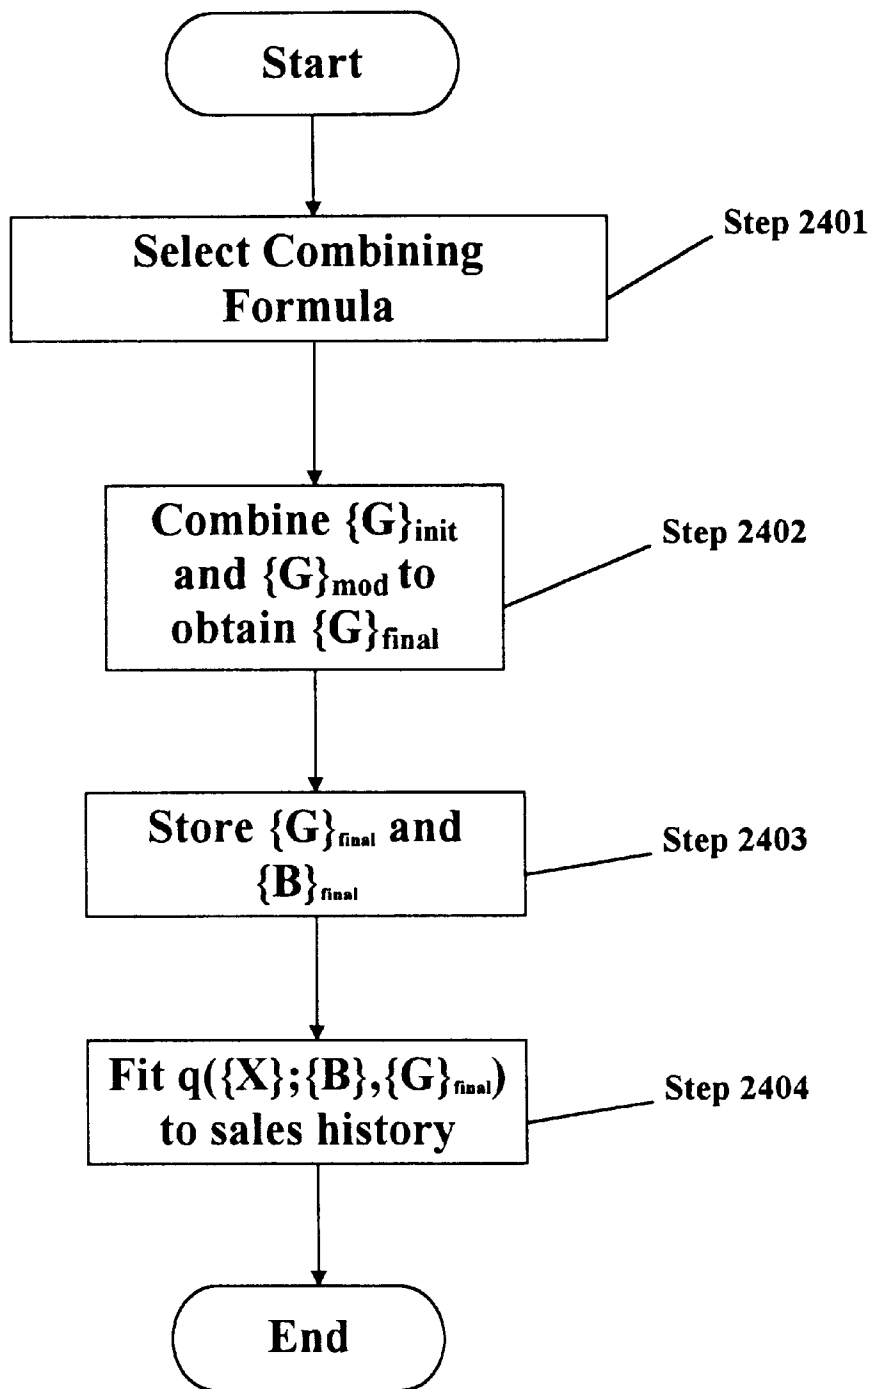 Start
Select Combining
Formula
Step 2401
Combine {G}init
and {G}mod to
obtain {G}final
Step 2402
Store {G}final and
{B}final
Step 2403
Fit q({X};{B},{G}final)
to sales history
Step 2404
End